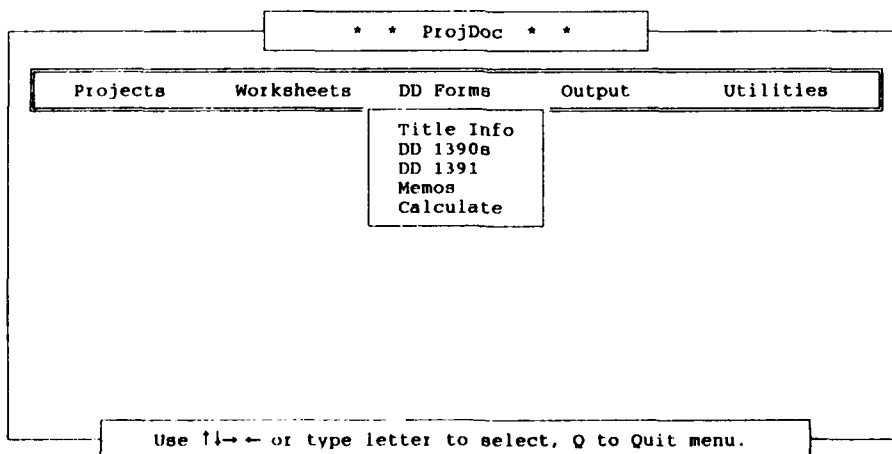 * * ProjDoc * *
Projects Worksheets DD Forms Output Utilities
Title Info
DD 1390s
DD 1391
Memos
Calculate
Use ↑↓→← or type letter to select, Q to Quit menu.